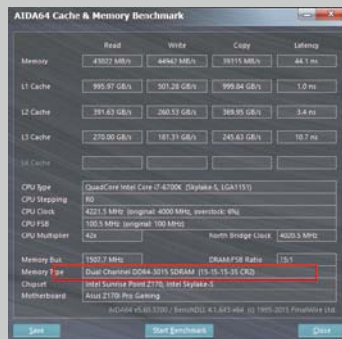 AIDA64 Cache & Memory Benchmark
Read Write Copy Latency
Memory 43022 MB/s 44942 MB/s 39315 MB/s 44.1 ns
L1 Cache 995.97 GB/s 501.28 GB/s 999.84 GB/s 1.0 ns
L2 Cache 391.63 GB/s 260.53 GB/s 389.95 GB/s 3.4 ns
L3 Cache 270.00 GB/s 181.31 GB/s 245.63 GB/s 10.7 ns
L4 Cache
CPU Type QuadCore Intel Core i7-6700K (Skylake-S, LGA1151)
CPU Stepping R0
CPU Clock 4221.5 MHz (original: 4000 MHz, overclock: 6%)
CPU FSB 100.5 MHz (original: 100 MHz)
CPU Multiplier 42x North Bridge Clock 4020.5 MHz
Memory Bus 1507.7 MHz DRAM:FSB Ratio 15:1
Memory Type Dual Channel DDR4-3015 SDRAM (15-15-15-35 CR2)
Chipset Intel Sunrise Point Z170, Intel Skylake-S
Motherboard Asus Z170I Pro Gaming
Save Start Benchmark Close